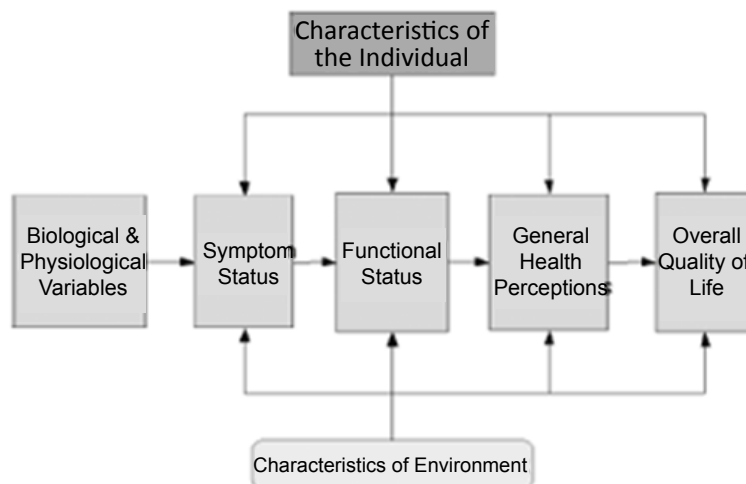 Characteristics of
the Individual
Biological &
Physiological
Variables
Symptom
Status
Functional
Status
General
Health
Perceptions
Overall
Quality of
Life
Characteristics of Environment